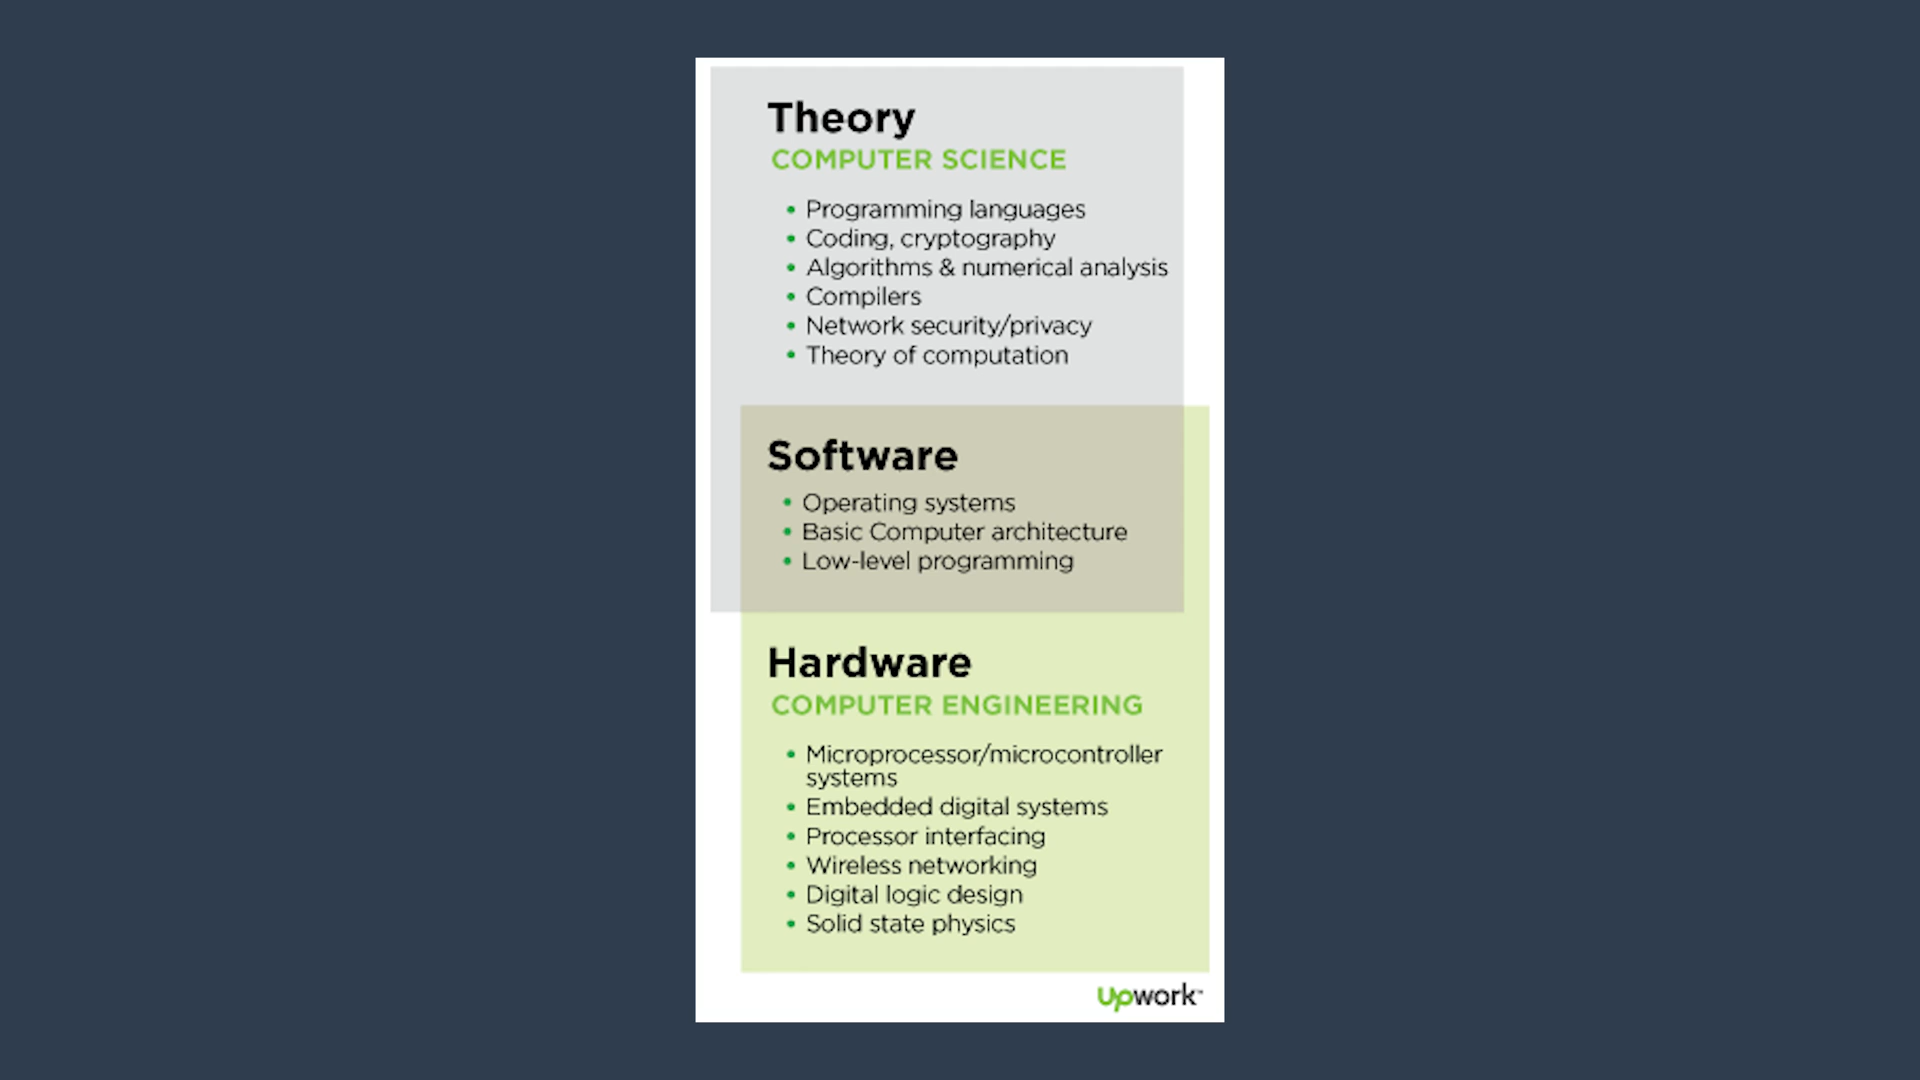 Theory
COMPUTER SCIENCE
• Programming languages
• Coding, cryptography
• Algorithms & numerical analysis
• Compilers
• Network security/privacy
• Theory of computation
Software
• Operating systems
• Basic Computer architecture
• Low-level programming
Hardware
COMPUTER ENGINEERING
• Microprocessor/microcontroller
systems
• Embedded digital systems
• Processor interfacing
• Wireless networking
• Digital logic design
• Solid state physics
Upwork™